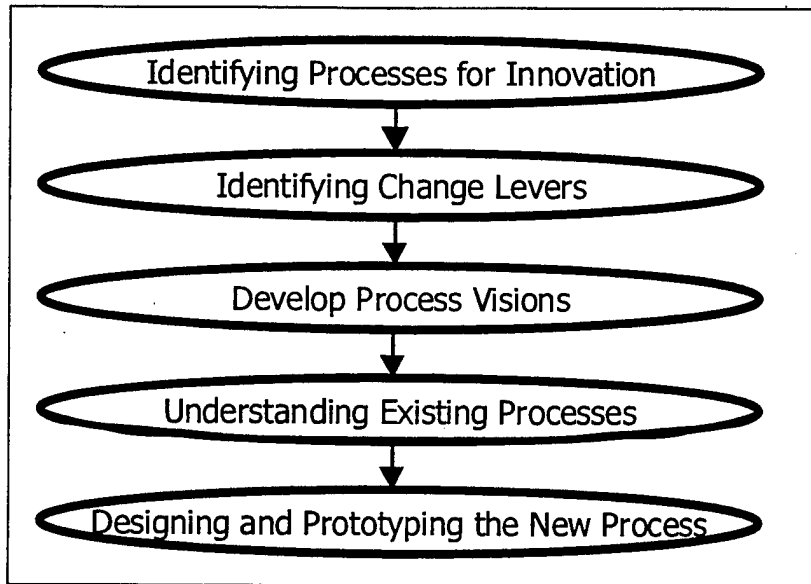 Identifying Processes for Innovation
Identifying Change Levers
Develop Process Visions
Understanding Existing Processes
Designing and Prototyping the New Process